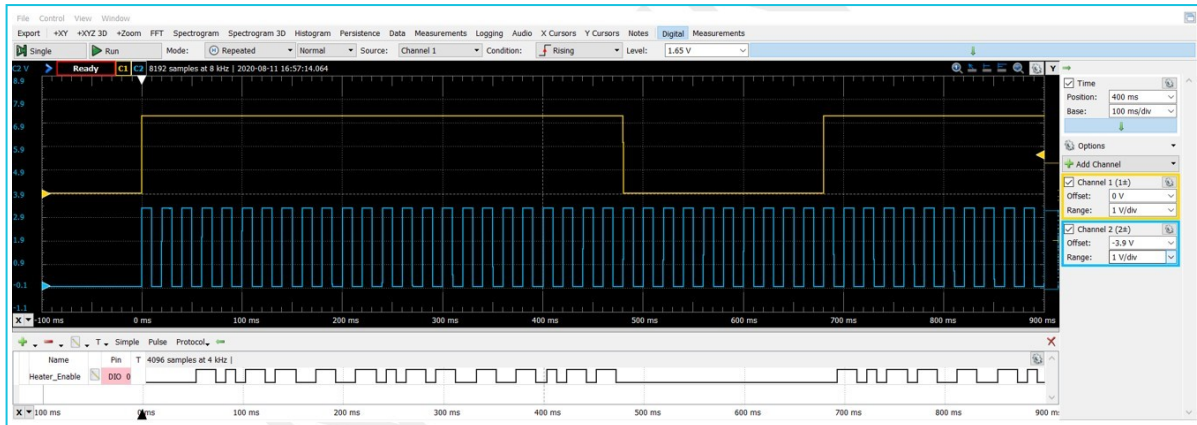 File Control View Window
Export +XY +XYZ 3D +Zoom FFT Spectrogram Spectrogram 3D Histogram Persistence Data Measurements Logging Audio X Cursors Y Cursors Notes Digital Measurements
Single Run Mode: Repeated Normal Source: Channel 1 Condition: Rising Level: 1.65 V
C2 V Ready C1 C2 8192 samples at 8 kHz | 2020-08-11 16:57:14.064 Y
8.9
7.9
6.9
5.9
4.9
3.9
2.9
1.9
0.9
-0.1
-1.1
X -100 ms 0 ms 100 ms 200 ms 300 ms 400 ms 500 ms 600 ms 700 ms 800 ms 900 ms
Time
Position: 400 ms
Base: 100 ms/div
Options
Add Channel
Channel 1 (1±)
Offset: 0 V
Range: 1 V/div
Channel 2 (2±)
Offset: -3.9 V
Range: 1 V/div
T Simple Pulse Protocol
Name Pin T 4096 samples at 4 kHz |
Heater_Enable DIO 0
X 100 ms 100 ms 200 ms 300 ms 400 ms 500 ms 600 ms 700 ms 800 ms 900 m